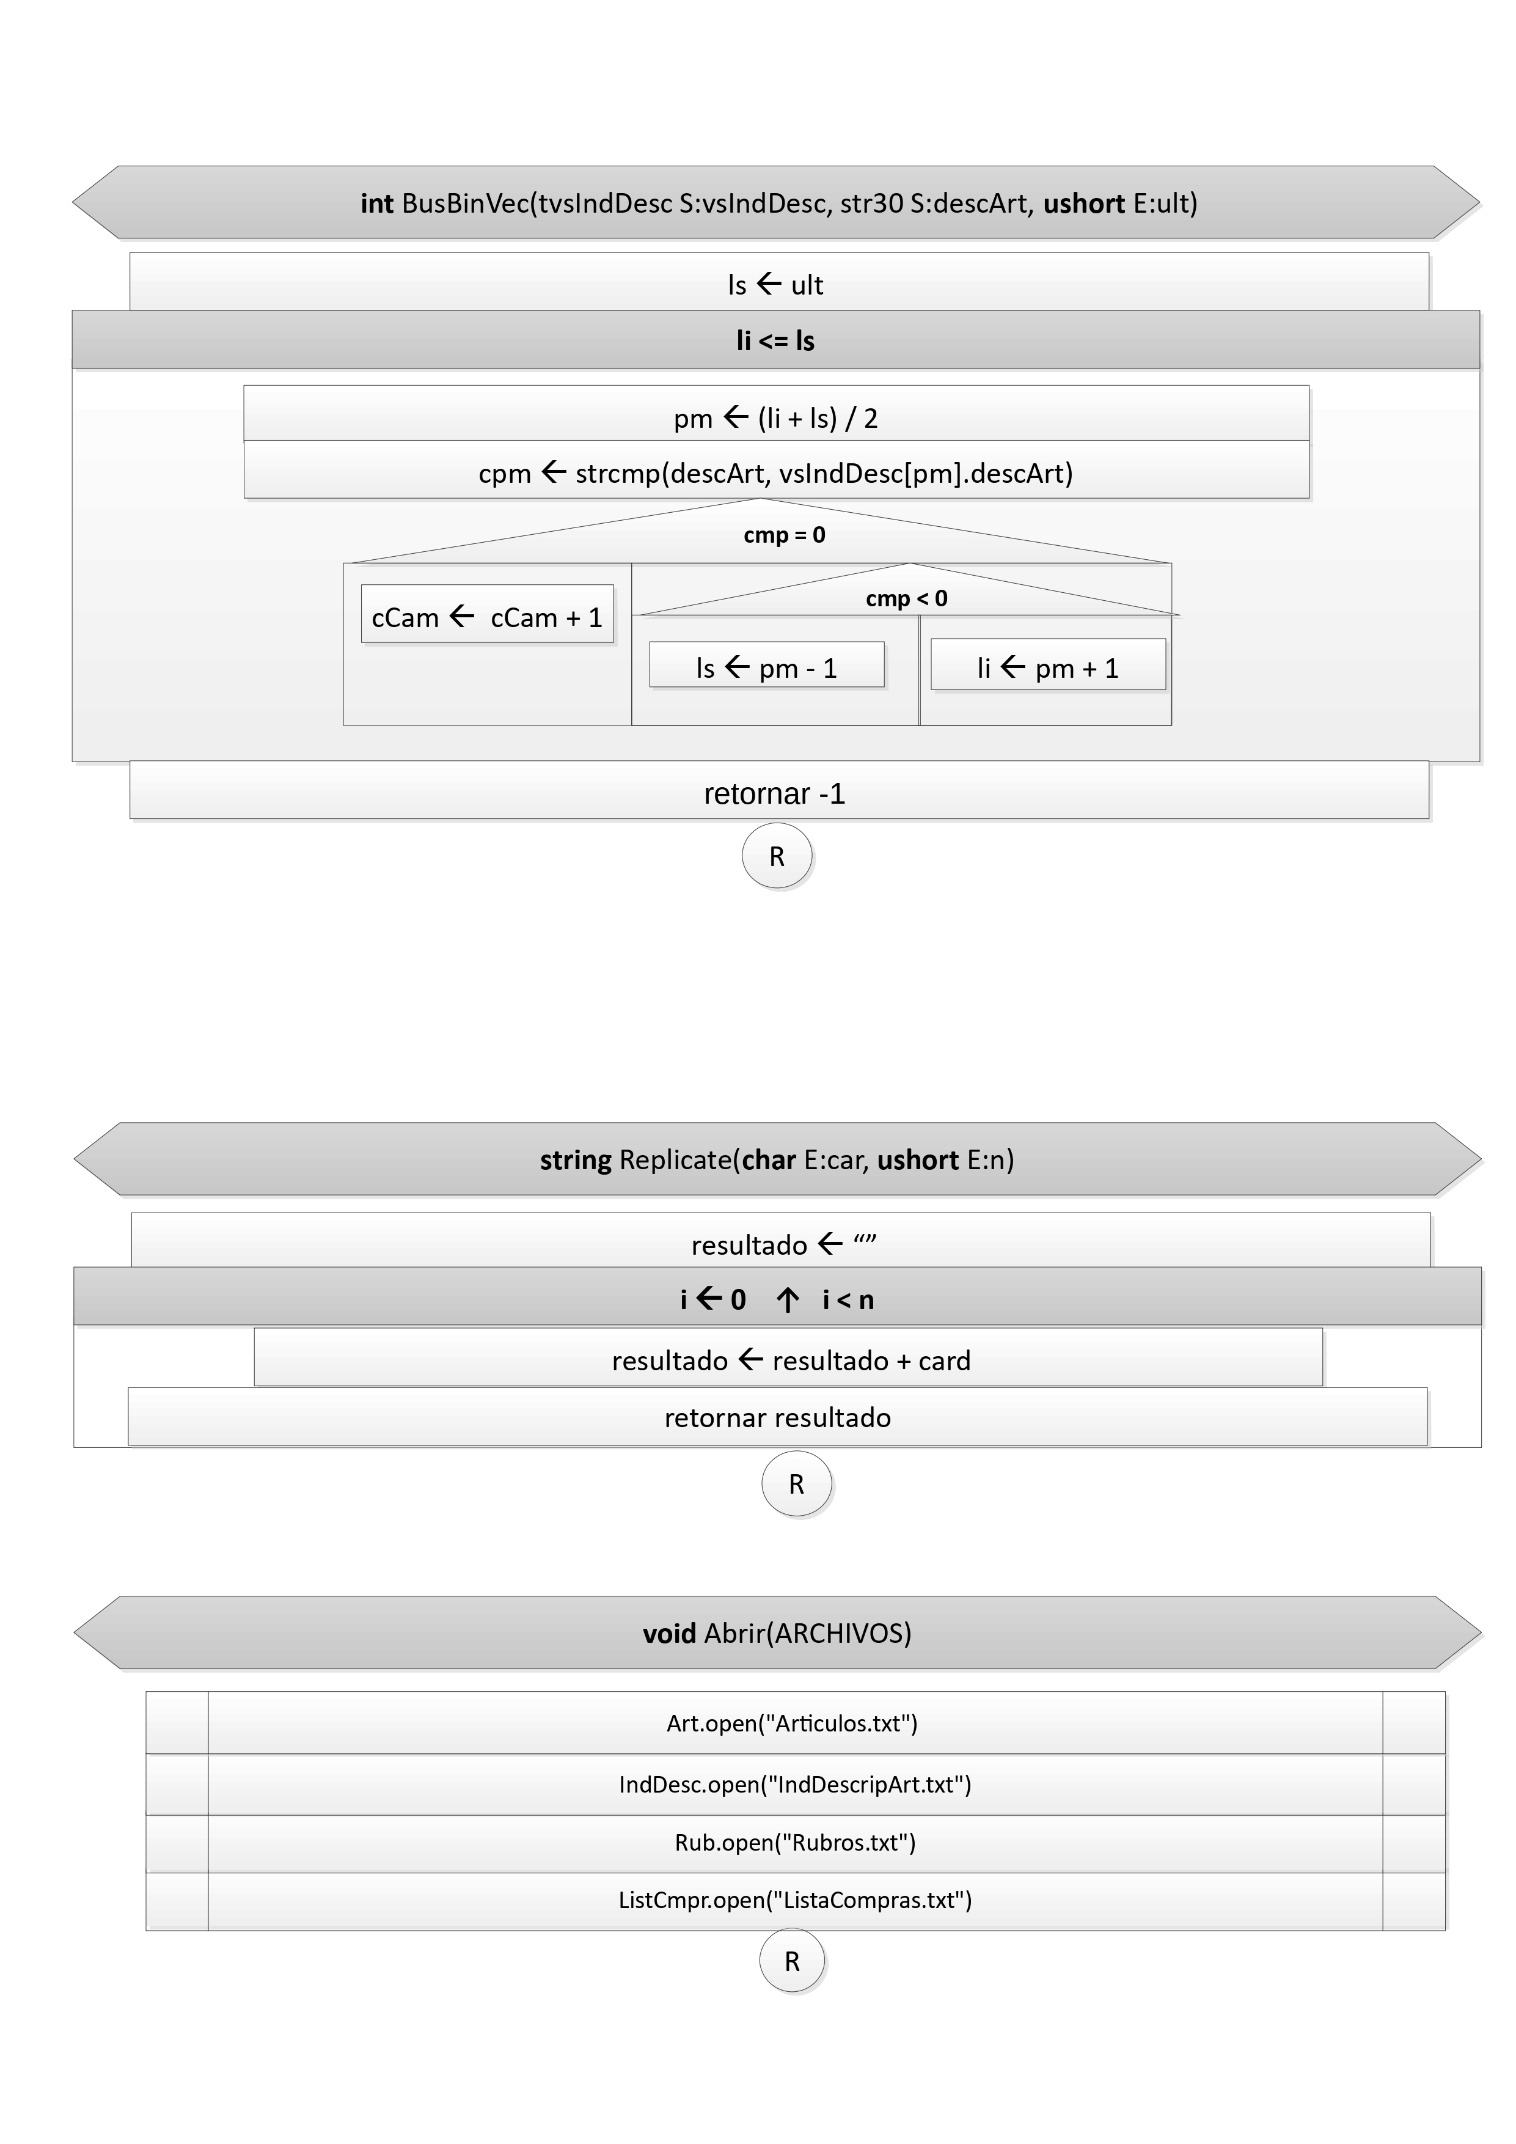 int BusBinVec(tvsIndDesc S:vsIndDesc, str30 S:descArt, ushort E:ult)
ls ← ult
li <= ls
pm ← (li + ls) / 2
cpm ← strcmp(descArt, vsIndDesc[pm].descArt)
cmp = 0
cmp < 0
cCam ← cCam + 1
ls ← pm - 1
li ← pm + 1
retornar -1
R
string Replicate(char E:car, ushort E:n)
resultado ← “”
i ← 0 ↑ i < n
resultado ← resultado + card
retornar resultado
R
void Abrir(ARCHIVOS)
Art.open("Articulos.txt")
IndDesc.open("IndDescripArt.txt")
Rub.open("Rubros.txt")
ListCmpr.open("ListaCompras.txt")
R